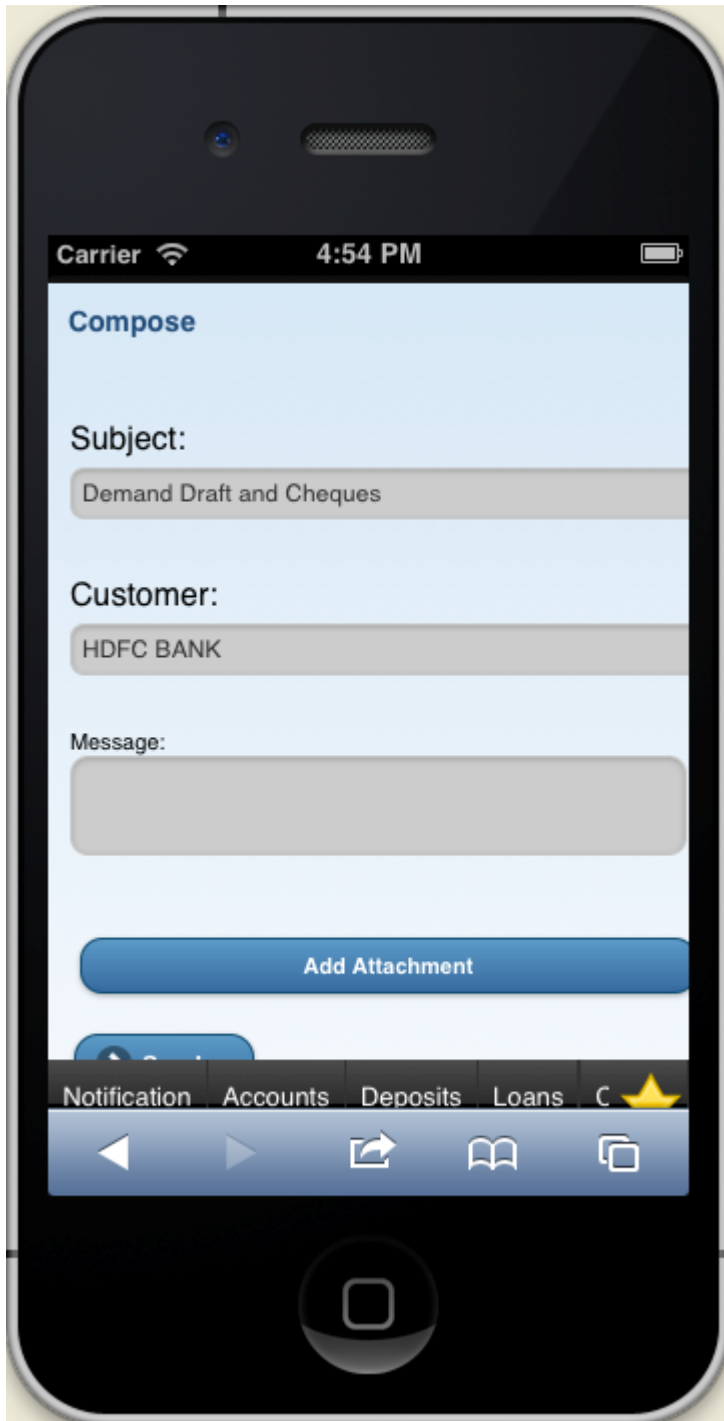 Carrier 4:54 PM
Compose
Subject:
Demand Draft and Cheques
Customer:
HDFC BANK
Message:
Add Attachment
Notification Accounts Deposits Loans